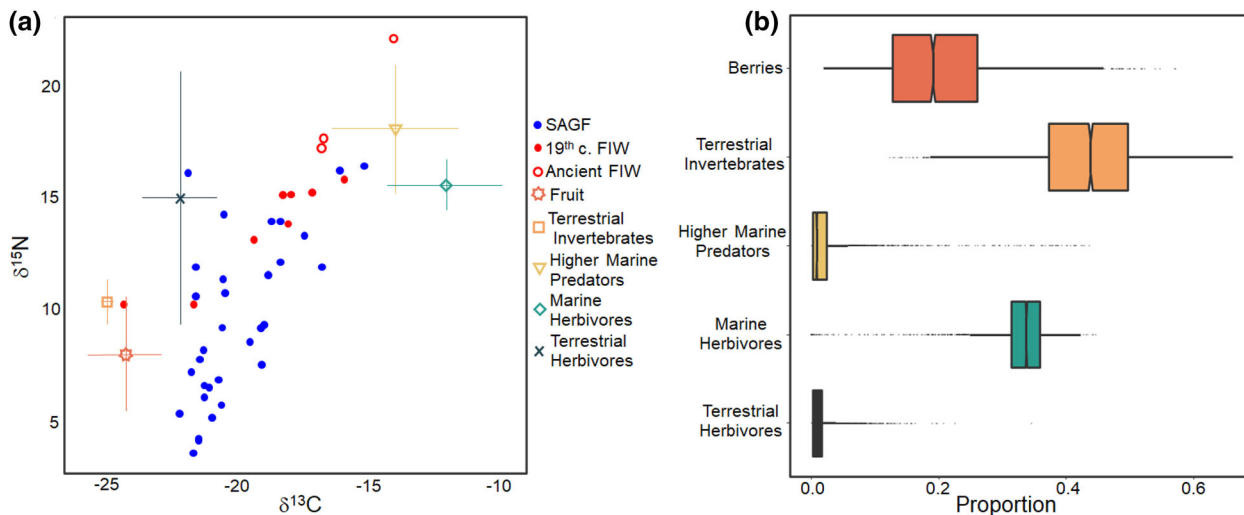 (a)
20
15
10
5
δ15N
-25
-20
-15
-10
δ13C
SAGF
19th c. FIW
Ancient FIW
Fruit
Terrestrial
Invertebrates
Higher Marine
Predators
Marine
Herbivores
Terrestrial
Herbivores
(b)
Berries
Terrestrial
Invertebrates
Higher Marine
Predators
Marine
Herbivores
Terrestrial
Herbivores
0.0
0.2
0.4
0.6
Proportion